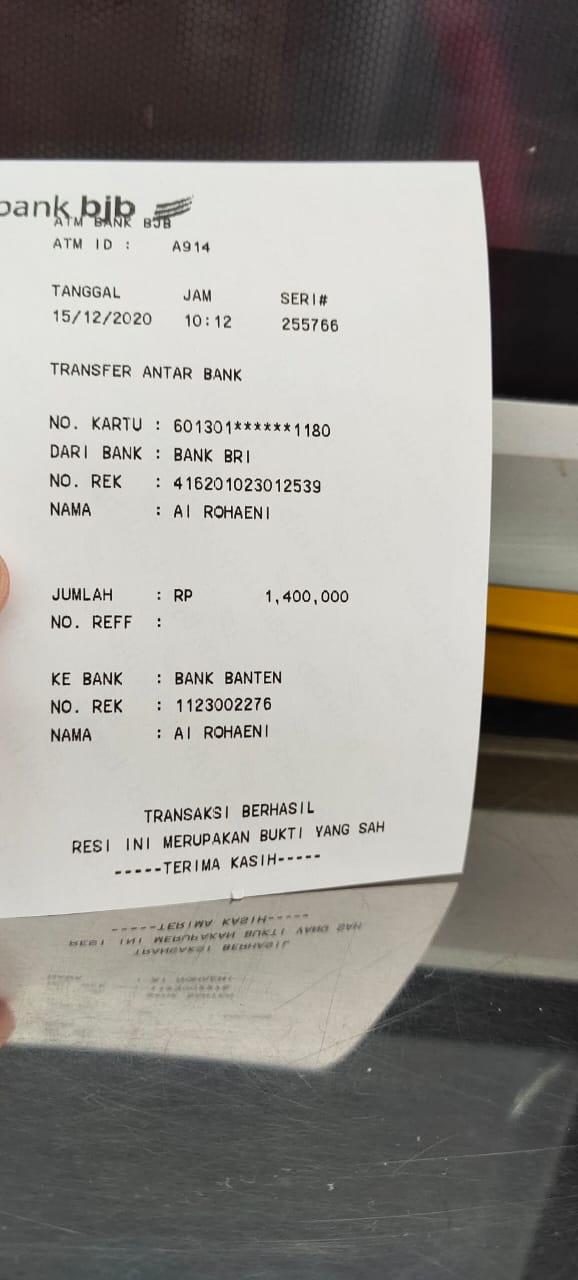 bank bjb
ATM BANK BJB
ATM ID : A914
TANGGAL JAM SERI#
15/12/2020 10:12 255766
TRANSFER ANTAR BANK
NO. KARTU : 601301******1180
DARI BANK : BANK BRI
NO. REK : 416201023012539
NAMA : AI ROHAENI
JUMLAH : RP 1,400,000
NO. REFF :
KE BANK : BANK BANTEN
NO. REK : 1123002276
NAMA : AI ROHAENI
TRANSAKSI BERHASIL
RESI INI MERUPAKAN BUKTI YANG SAH
-----TERIMA KASIH-----